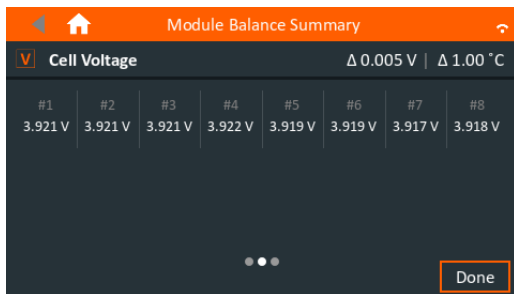 Module Balance Summary
V Cell Voltage Δ 0.005 V | Δ 1.00 °C
#1 #2 #3 #4 #5 #6 #7 #8
3.921 V 3.921 V 3.921 V 3.922 V 3.919 V 3.919 V 3.917 V 3.918 V
Done